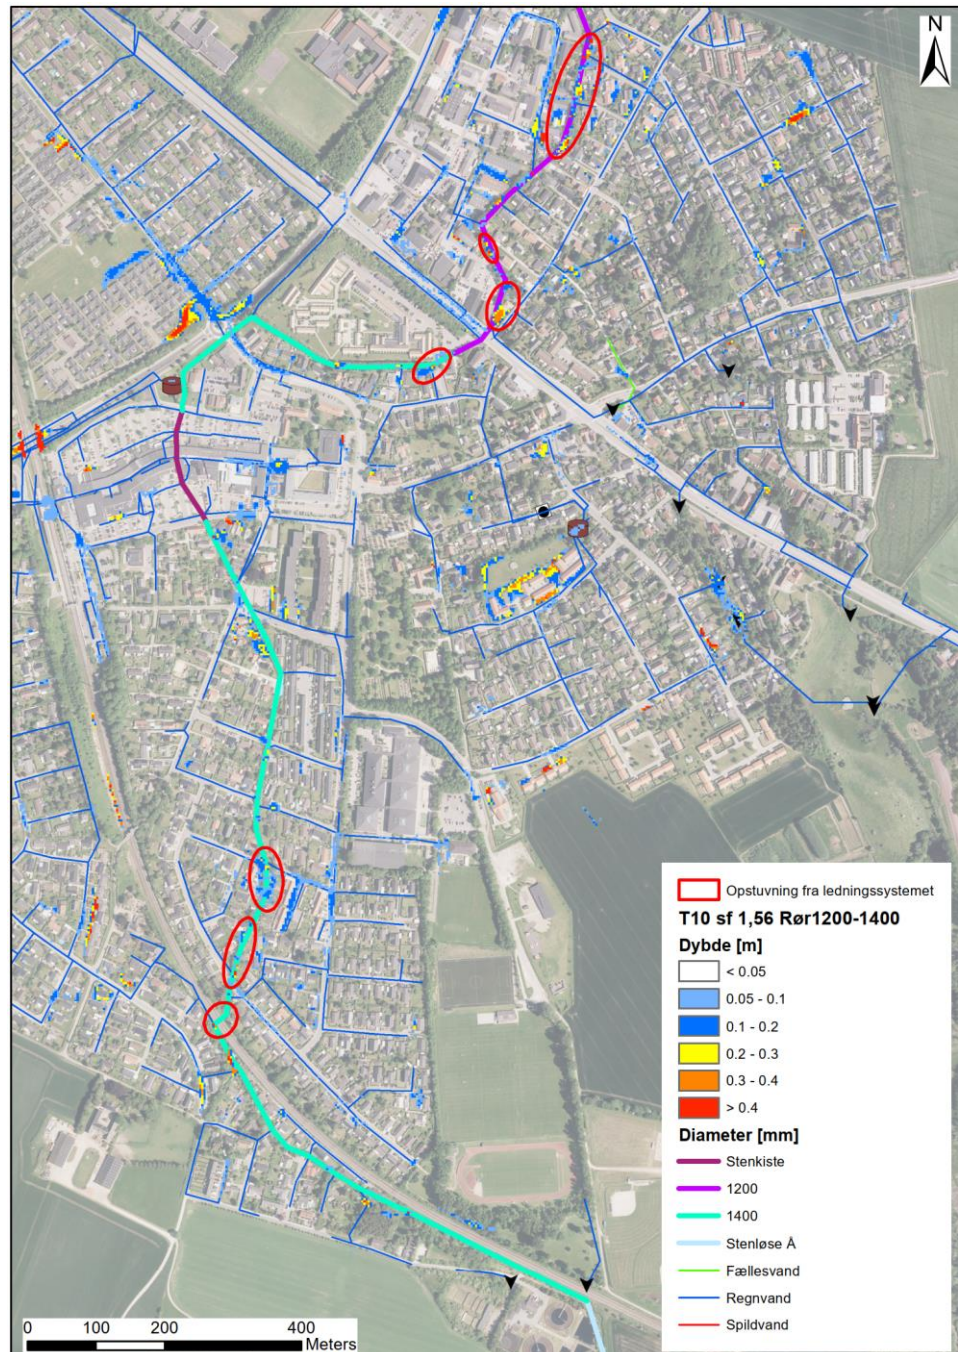 N
Opstuvning fra ledningssystemet
T10 sf 1,56 Rør1200-1400
Dybde [m]
< 0.05
0.05 - 0.1
0.1 - 0.2
0.2 - 0.3
0.3 - 0.4
> 0.4
Diameter [mm]
Stenkiste
1200
1400
Stenløse Å
Fællesvand
Regnvand
Spildvand
0 100 200 400
Meters